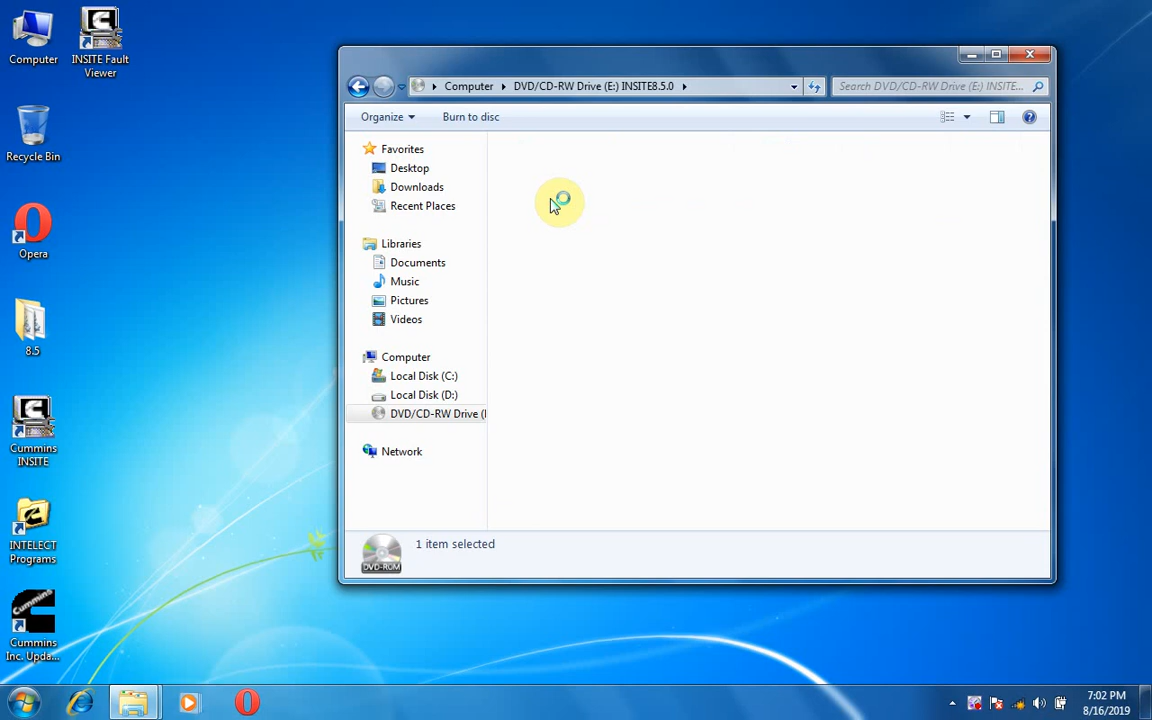 Computer
INSITE Fault
Viewer
Recycle Bin
Opera
8.5
Cummins
INSITE
INTELECT
Programs
Cummins
Cummins
Inc. Upda...
Computer
DVD/CD-RW Drive (E:) INSITE8.5.0
Search DVD/CD-RW Drive (E:) INSITE...
Organize
Burn to disc
Favorites
Desktop
Downloads
Recent Places
Libraries
Documents
Music
Pictures
Videos
Computer
Local Disk (C:)
Local Disk (D:)
DVD/CD-RW Drive (
Network
DVD-ROM
1 item selected
7:02 PM
8/16/2019